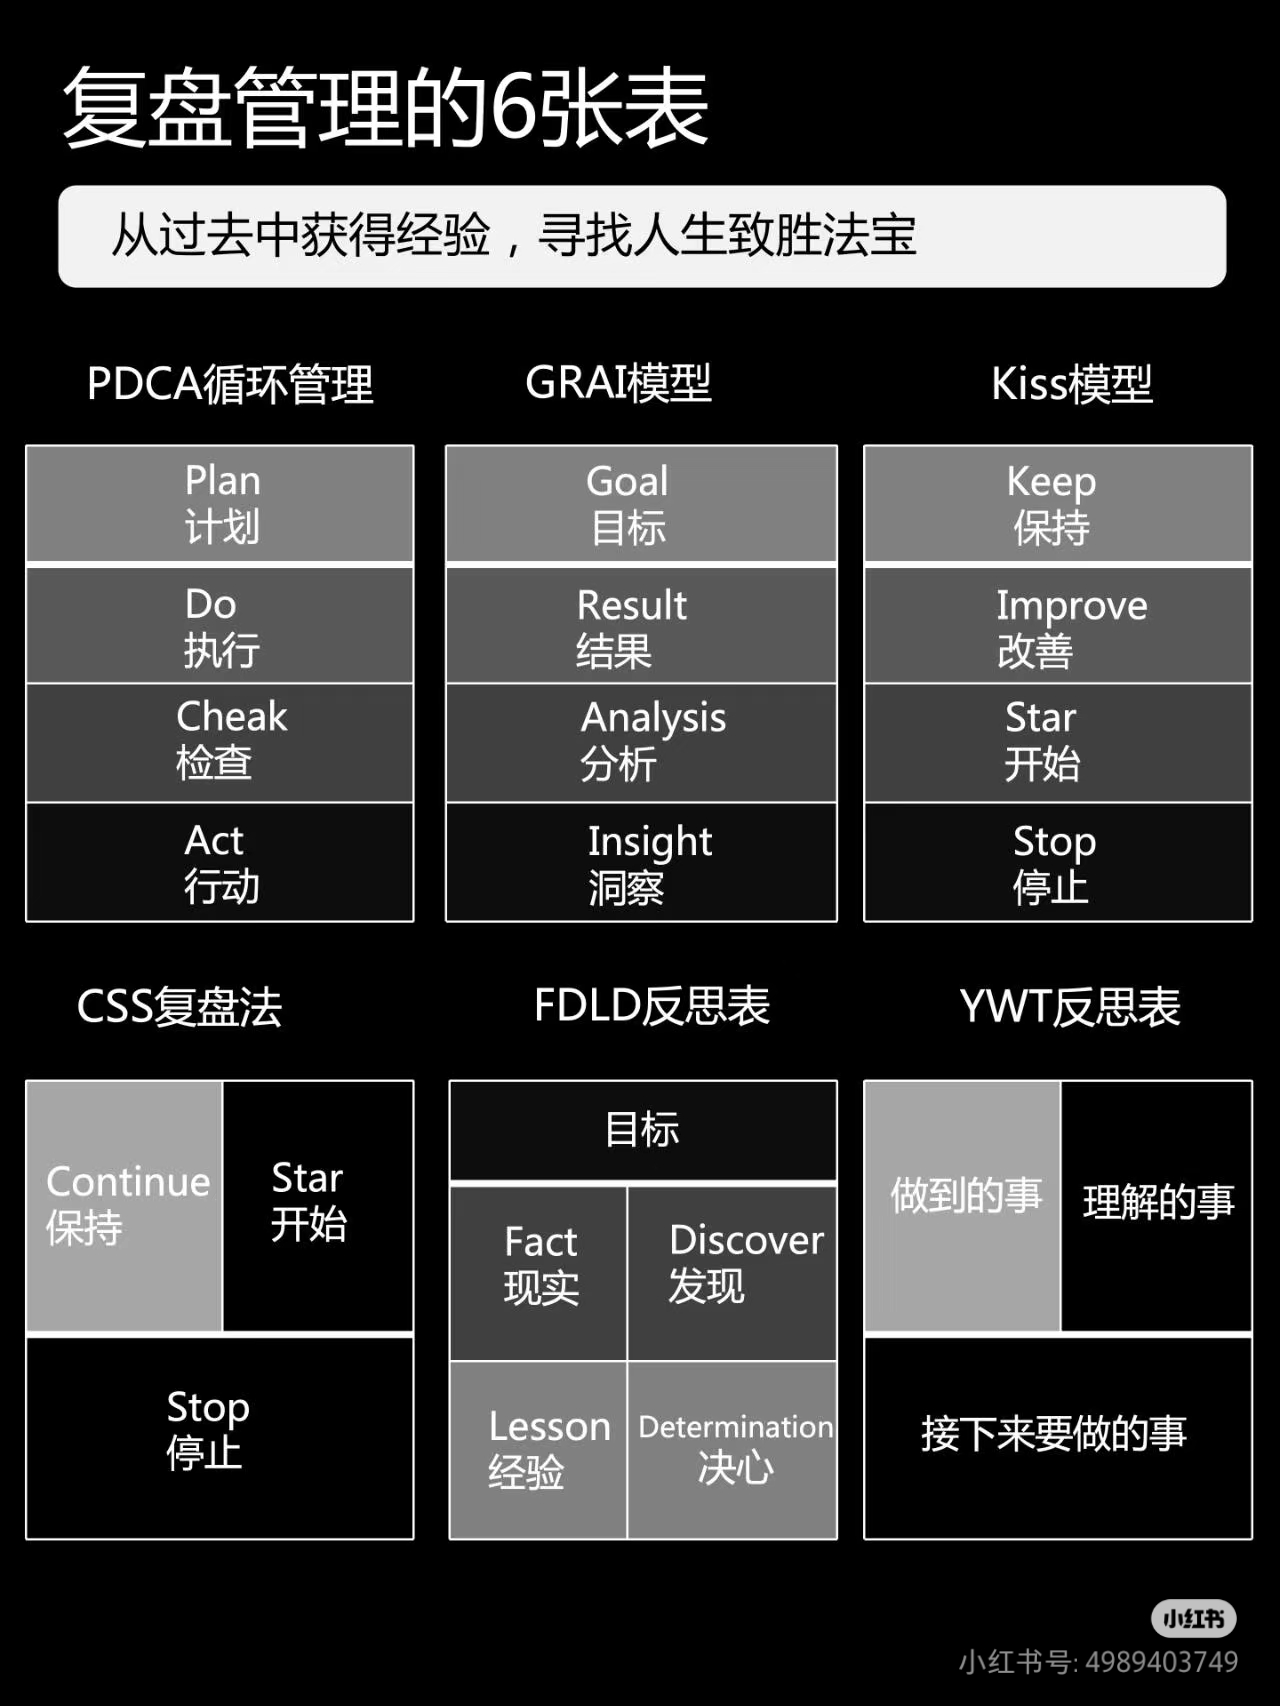 复盘管理的6张表
从过去中获得经验，寻找人生致胜法宝
PDCA循环管理
Plan
计划
Do
执行
Cheak
检查
Act
行动
GRAI模型
Goal
目标
Result
结果
Analysis
分析
Insight
洞察
Kiss模型
Keep
保持
Improve
改善
Star
开始
Stop
停止
CSS复盘法
Continue
保持
Star
开始
Stop
停止
FDLD反思表
目标
Fact
现实
Discover
发现
Lesson
经验
Determination
决心
YWT反思表
做到的事
理解的事
接下来要做的事
小红书
小红书号: 4989403749